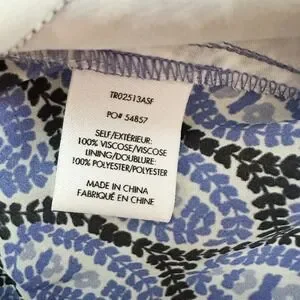 TR02513ASF
PO# 54857
SELF/EXTÉRIEUR:
100% VISCOSE/VISCOSE
LINING/DOUBLURE:
100% POLYESTER/POLYESTER
MADE IN CHINA
FABRIQUÉ EN CHINE